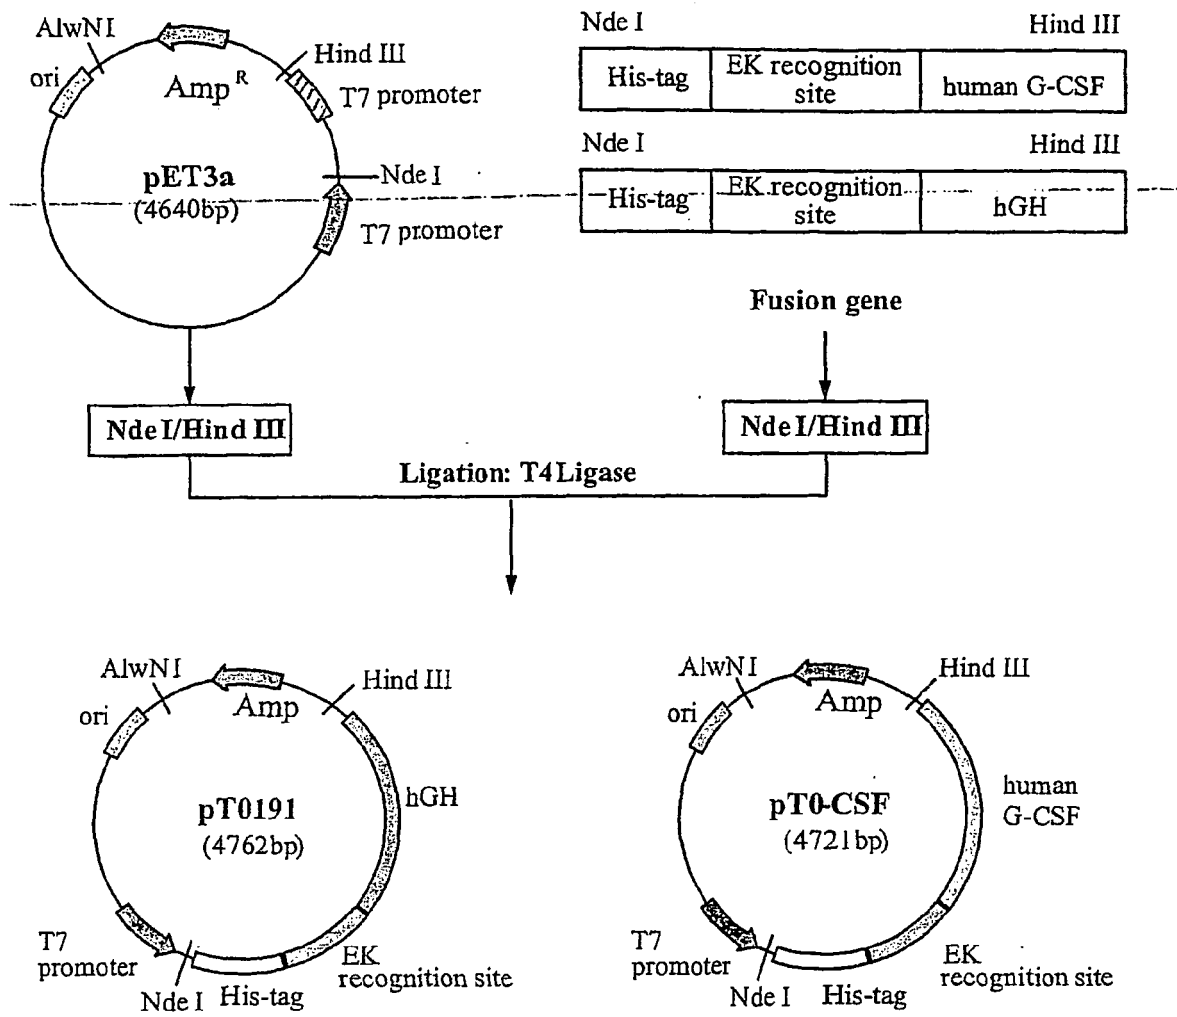 AlwN I
Hind III
ori
Amp R
T7 promoter
pET3a
(4640bp)
Nde I
T7 promoter
Nde I
Hind III
His-tag
EK recognition
site
human G-CSF
Nde I
Hind III
His-tag
EK recognition
site
hGH
Fusion gene
Nde I/Hind III
Nde I/Hind III
Ligation: T4 Ligase
AlwN I
Hind III
ori
Amp
hGH
pT0191
(4762bp)
T7
promoter
Nde I
His-tag
EK
recognition site
AlwN I
Hind III
ori
Amp
human
G-CSF
pT0-CSF
(4721bp)
T7
promoter
Nde I
His-tag
EK
recognition site